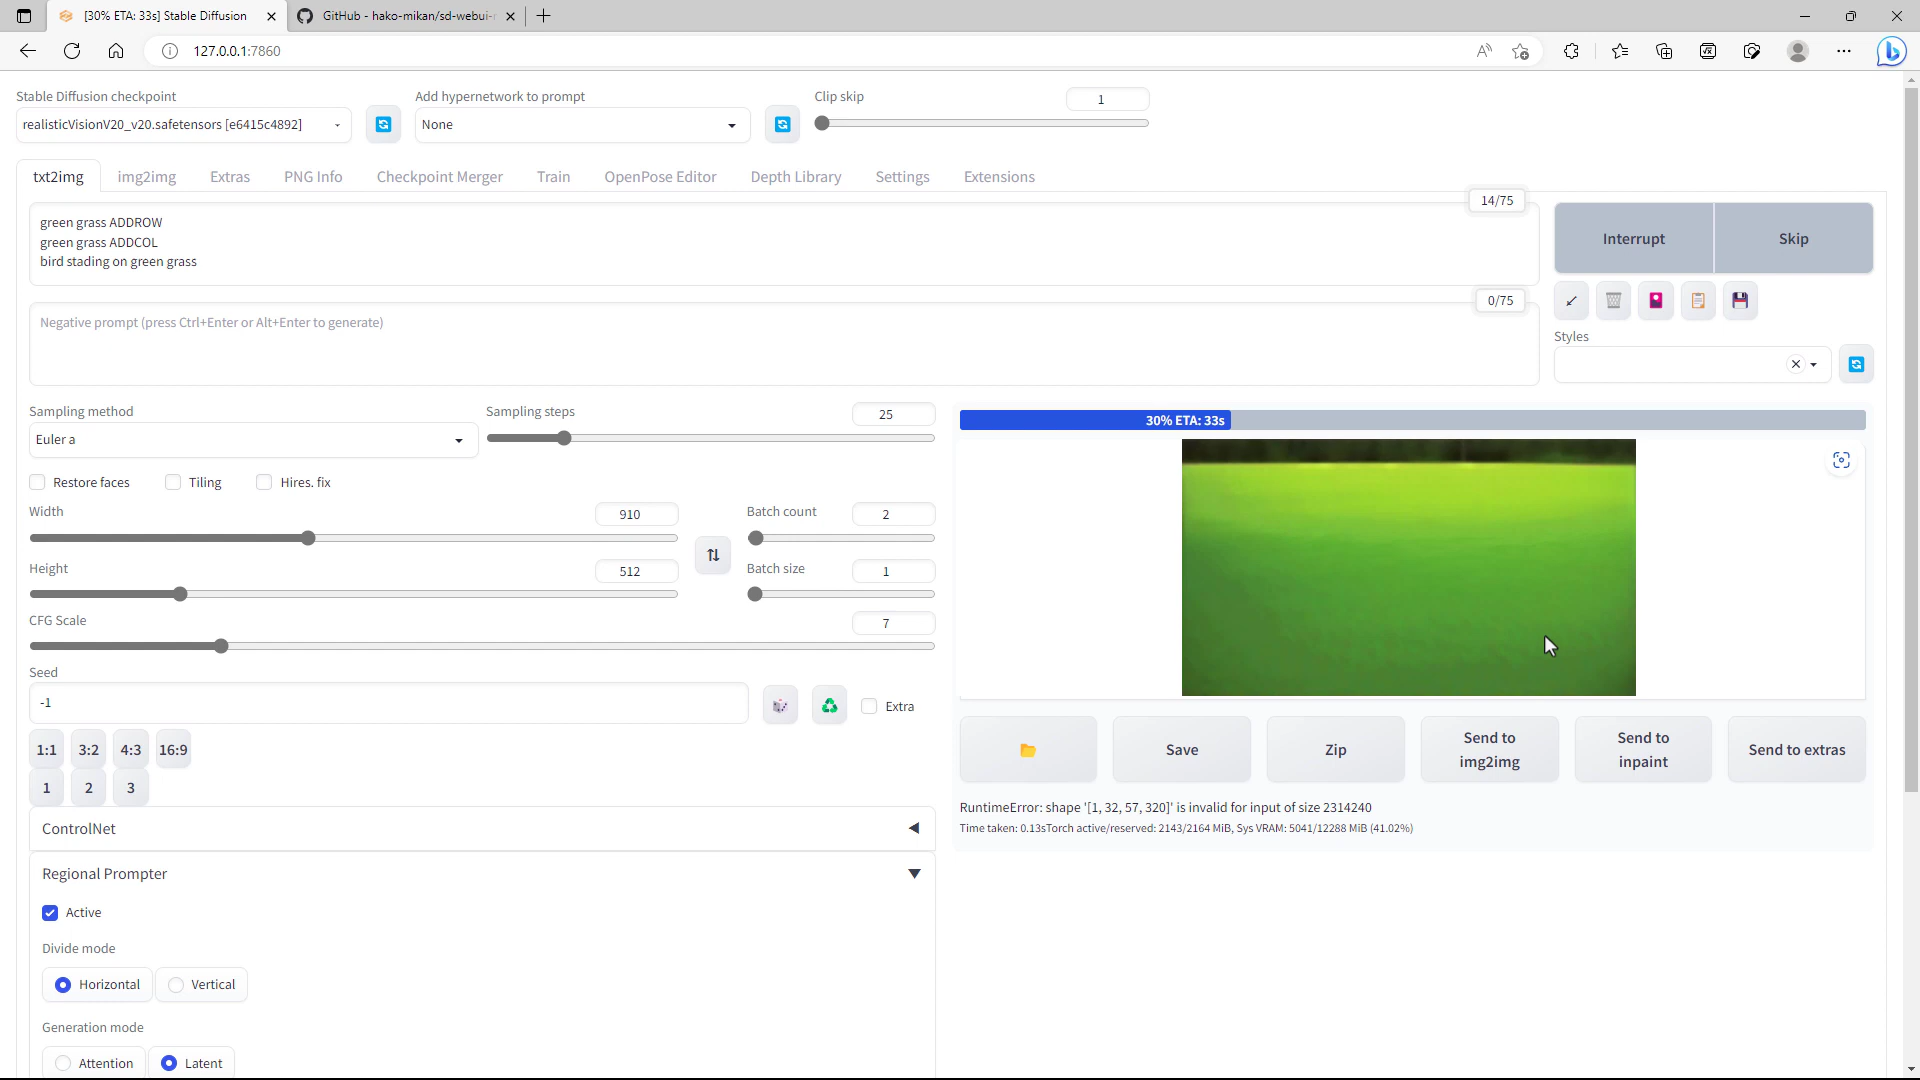 [30% ETA: 33s] Stable Diffusion
GitHub - hako-mikan/sd-webui-r
127.0.0.1:7860
Stable Diffusion checkpoint
realisticVisionV20_v20.safetensors [e6415c4892]
Add hypernetwork to prompt
None
Clip skip
1
txt2img
img2img
Extras
PNG Info
Checkpoint Merger
Train
OpenPose Editor
Depth Library
Settings
Extensions
14/75
green grass ADDROW
green grass ADDCOL
bird stading on green grass
Interrupt
Skip
0/75
Negative prompt (press Ctrl+Enter or Alt+Enter to generate)
Styles
Sampling method
Euler a
Sampling steps
25
Restore faces
Tiling
Hires. fix
Width
910
Batch count
2
Height
512
Batch size
1
CFG Scale
7
Seed
-1
Extra
1:1
3:2
4:3
16:9
1
2
3
ControlNet
Regional Prompter
Active
Divide mode
Horizontal
Vertical
Generation mode
Attention
Latent
30% ETA: 33s
Save
Zip
Send to
img2img
Send to
inpaint
Send to extras
RuntimeError: shape '[1, 32, 57, 320]' is invalid for input of size 2314240
Time taken: 0.13sTorch active/reserved: 2143/2164 MiB, Sys VRAM: 5041/12288 MiB (41.02%)